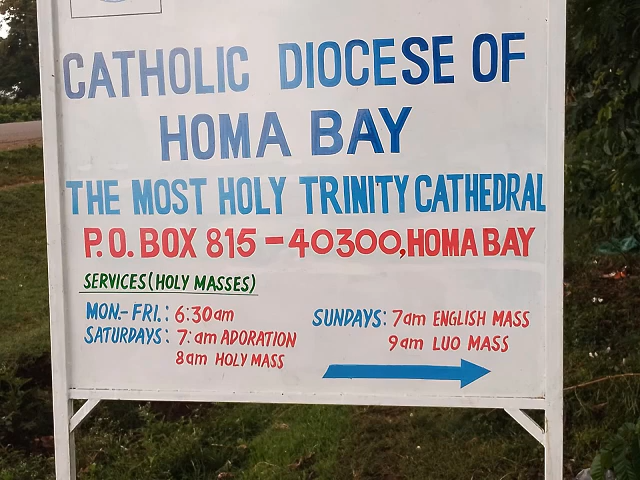 CATHOLIC DIOCESE OF
HOMA BAY
THE MOST HOLY TRINITY CATHEDRAL
P.O. BOX 815 - 40300, HOMA BAY
SERVICES (HOLY MASSES)
MON.- FRI.: 6:30am
SATURDAYS: 7:am ADORATION
8am HOLY MASS
SUNDAYS: 7am ENGLISH MASS
9am LUO MASS